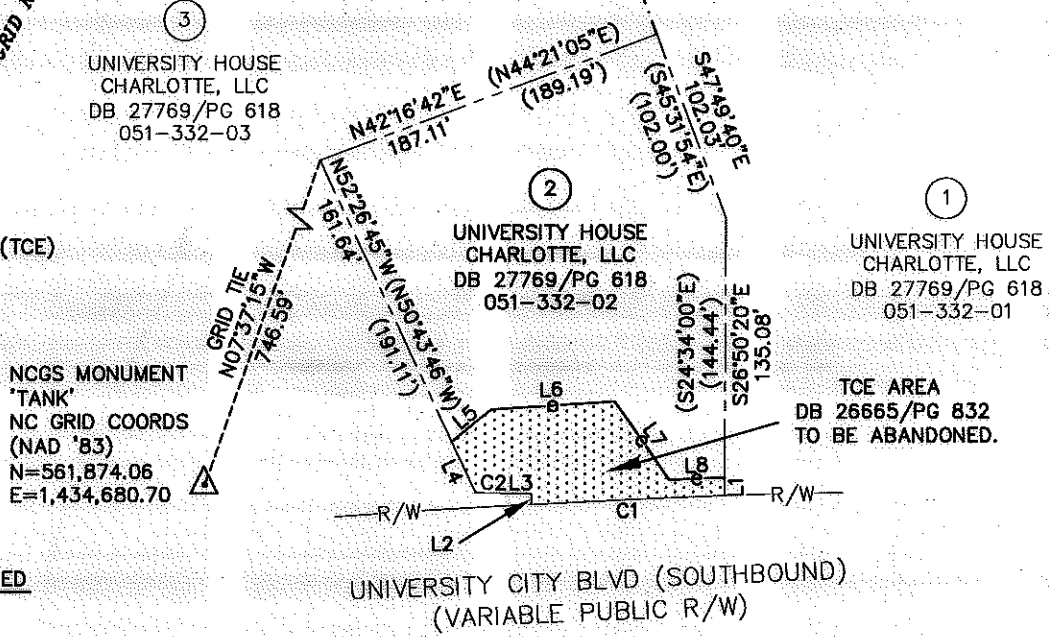 GRID
3
UNIVERSITY HOUSE
CHARLOTTE, LLC
DB 27769/PG 618
051-332-03
N42°16'42"E (N44°21'05"E)
187.11' (189.19')
S47°49'40"E
102.03'
(S45°31'54"E)
(102.00')
2
UNIVERSITY HOUSE
CHARLOTTE, LLC
DB 27769/PG 618
051-332-02
1
UNIVERSITY HOUSE
CHARLOTTE, LLC
DB 27769/PG 618
051-332-01
(TCE)
GRID TIE
N07°37'15"W
746.59'
N52°26'45"W (N50°43'46"W)
161.64' (191.11')
(S24°34'00"E)
(144.44')
S26°50'20"E
135.08'
NCGS MONUMENT
'TANK'
NC GRID COORDS
(NAD '83)
N=561,874.06
E=1,434,680.70
TCE AREA
DB 26665/PG 832
TO BE ABANDONED.
L5
L6
L7
L8
L4
C2
L3
C1
L2
R/W
R/W
ED
UNIVERSITY CITY BLVD (SOUTHBOUND)
(VARIABLE PUBLIC R/W)